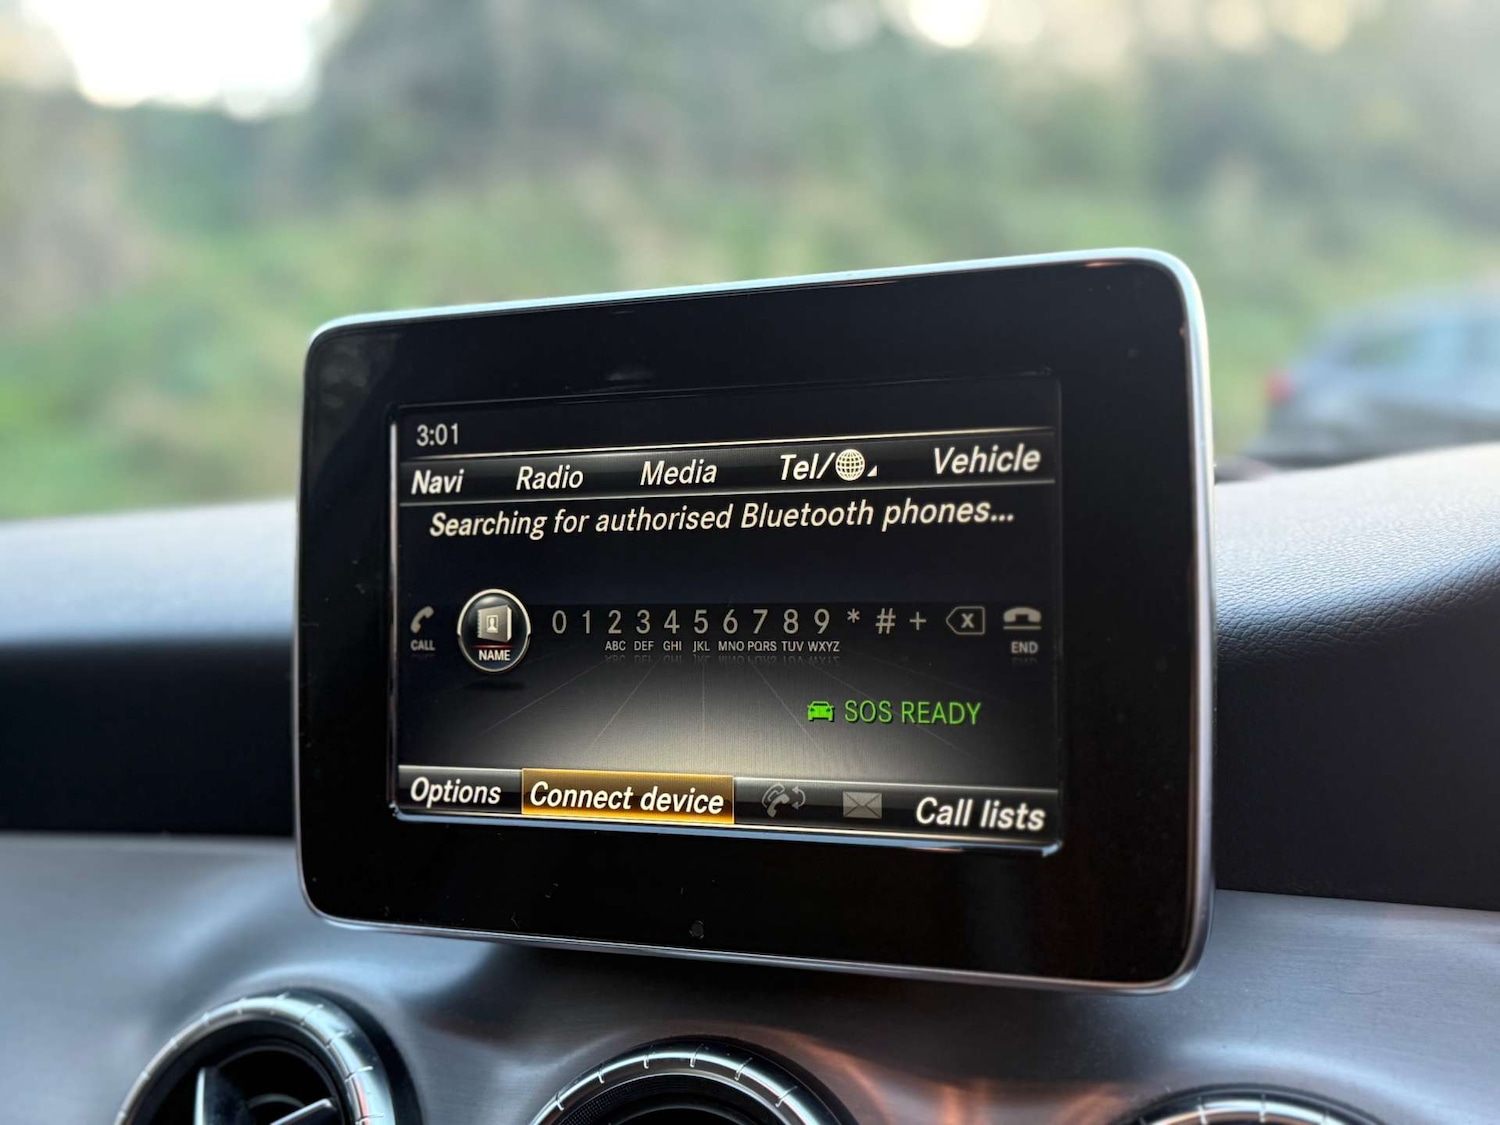 3:01
Navi Radio Media Tel/ Vehicle
Searching for authorised Bluetooth phones...
0 1 2 3 4 5 6 7 8 9 * # + X
CALL NAME ABC DEF GHI JKL MNO PQRS TUV WXYZ END
SOS READY
Options Connect device Call lists